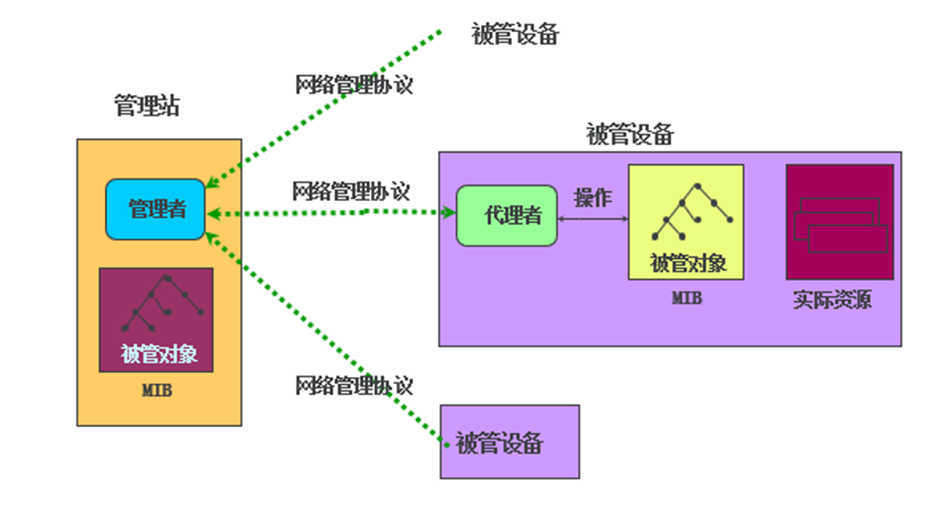 被管设备
网络管理协议
管理站
被管设备
管理者
网络管理协议
代理者
操作
被管对象
MIB
实际资源
被管对象
MIB
网络管理协议
被管设备